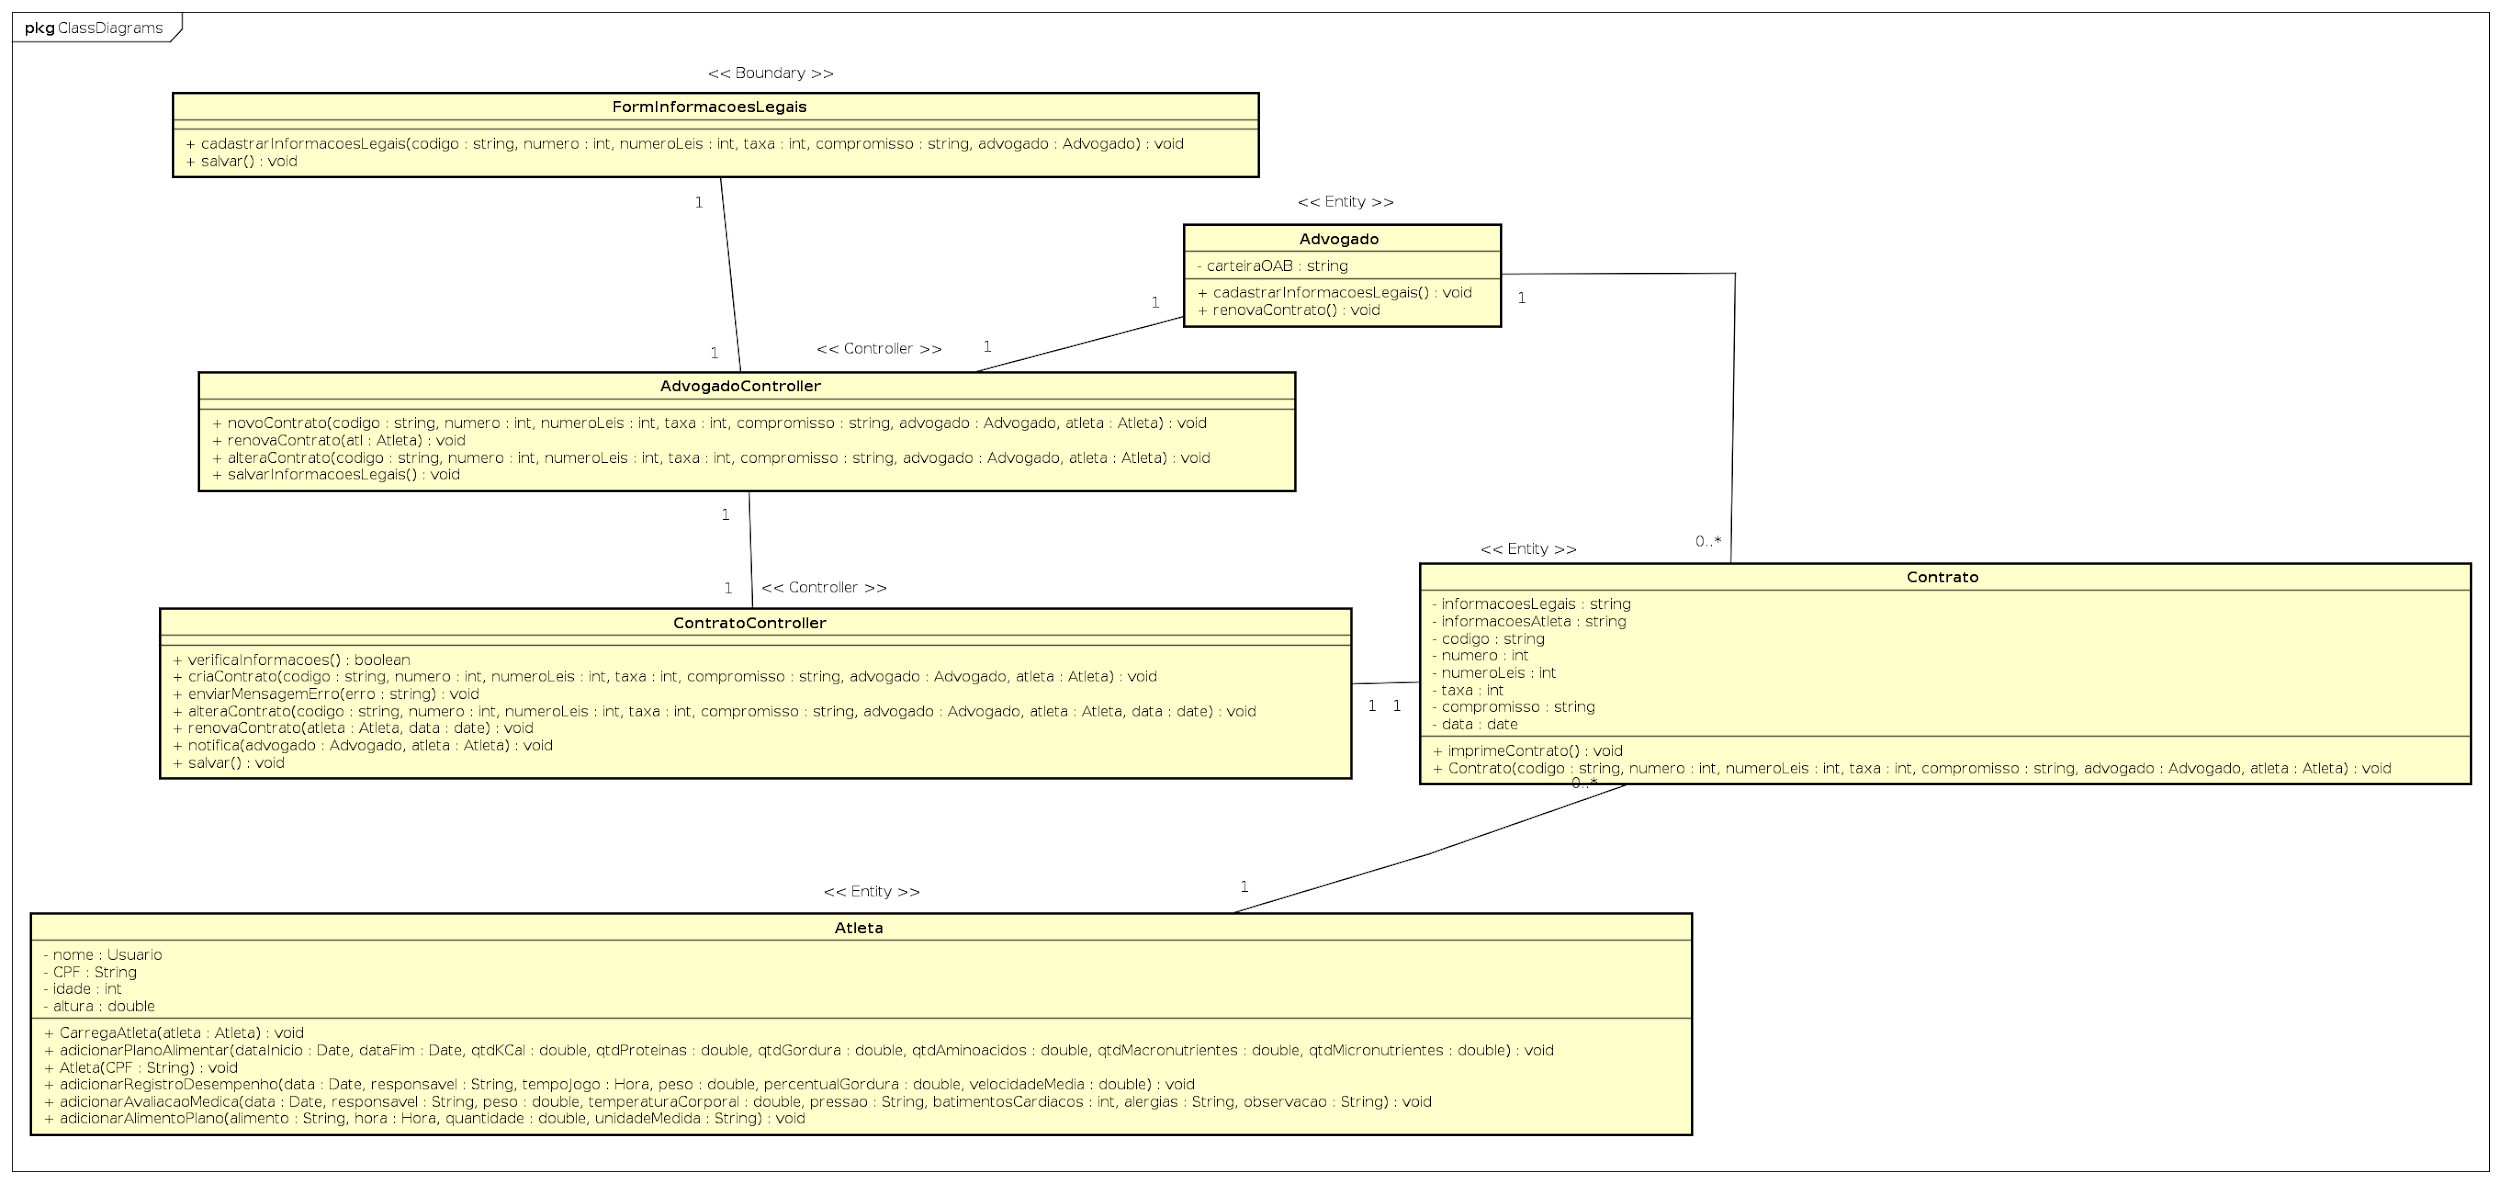 pkg ClassDiagrams
<< Boundary >>
FormInformacoesLegais
+ cadastrarInformacoesLegais(codigo : string, numero : int, numeroLeis : int, taxa : int, compromisso : string, advogado : Advogado) : void
+ salvar() : void
1
1
<< Entity >>
Advogado
- carteiraOAB : string
+ cadastrarInformacoesLegais() : void
+ renovaContrato() : void
1
1
1
0..*
<< Controller >>
AdvogadoController
+ novoContrato(codigo : string, numero : int, numeroLeis : int, taxa : int, compromisso : string, advogado : Advogado, atleta : Atleta) : void
+ renovaContrato(atl : Atleta) : void
+ alteraContrato(codigo : string, numero : int, numeroLeis : int, taxa : int, compromisso : string, advogado : Advogado, atleta : Atleta) : void
+ salvarInformacoesLegais() : void
1
1
<< Controller >>
ContratoController
+ verificaInformacoes() : boolean
+ criaContrato(codigo : string, numero : int, numeroLeis : int, taxa : int, compromisso : string, advogado : Advogado, atleta : Atleta) : void
+ enviarMensagemErro(erro : string) : void
+ alteraContrato(codigo : string, numero : int, numeroLeis : int, taxa : int, compromisso : string, advogado : Advogado, atleta : Atleta, data : date) : void
+ renovaContrato(atleta : Atleta, data : date) : void
+ notifica(advogado : Advogado, atleta : Atleta) : void
+ salvar() : void
1 1
<< Entity >>
Contrato
- informacoesLegais : string
- informacoesAtleta : string
- codigo : string
- numero : int
- numeroLeis : int
- taxa : int
- compromisso : string
- data : date
+ imprimeContrato() : void
+ Contrato(codigo : string, numero : int, numeroLeis : int, taxa : int, compromisso : string, advogado : Advogado, atleta : Atleta) : void
0..*
1
<< Entity >>
Atleta
- nome : Usuario
- CPF : String
- idade : int
- altura : double
+ CarregaAtleta(atleta : Atleta) : void
+ adicionarPlanoAlimentar(dataInicio : Date, dataFim : Date, qtdKCal : double, qtdProteinas : double, qtdGordura : double, qtdAminoacidos : double, qtdMacronutrientes : double, qtdMicronutrientes : double) : void
+ Atleta(CPF : String) : void
+ adicionarRegistroDesempenho(data : Date, responsavel : String, tempoJogo : Hora, peso : double, percentualGordura : double, velocidadeMedia : double) : void
+ adicionarAvaliacaoMedica(data : Date, responsavel : String, peso : double, temperaturaCorporal : double, pressao : String, batimentosCardiacos : int, alergias : String, observacao : String) : void
+ adicionarAlimentoPlano(alimento : String, hora : Hora, quantidade : double, unidadeMedida : String) : void